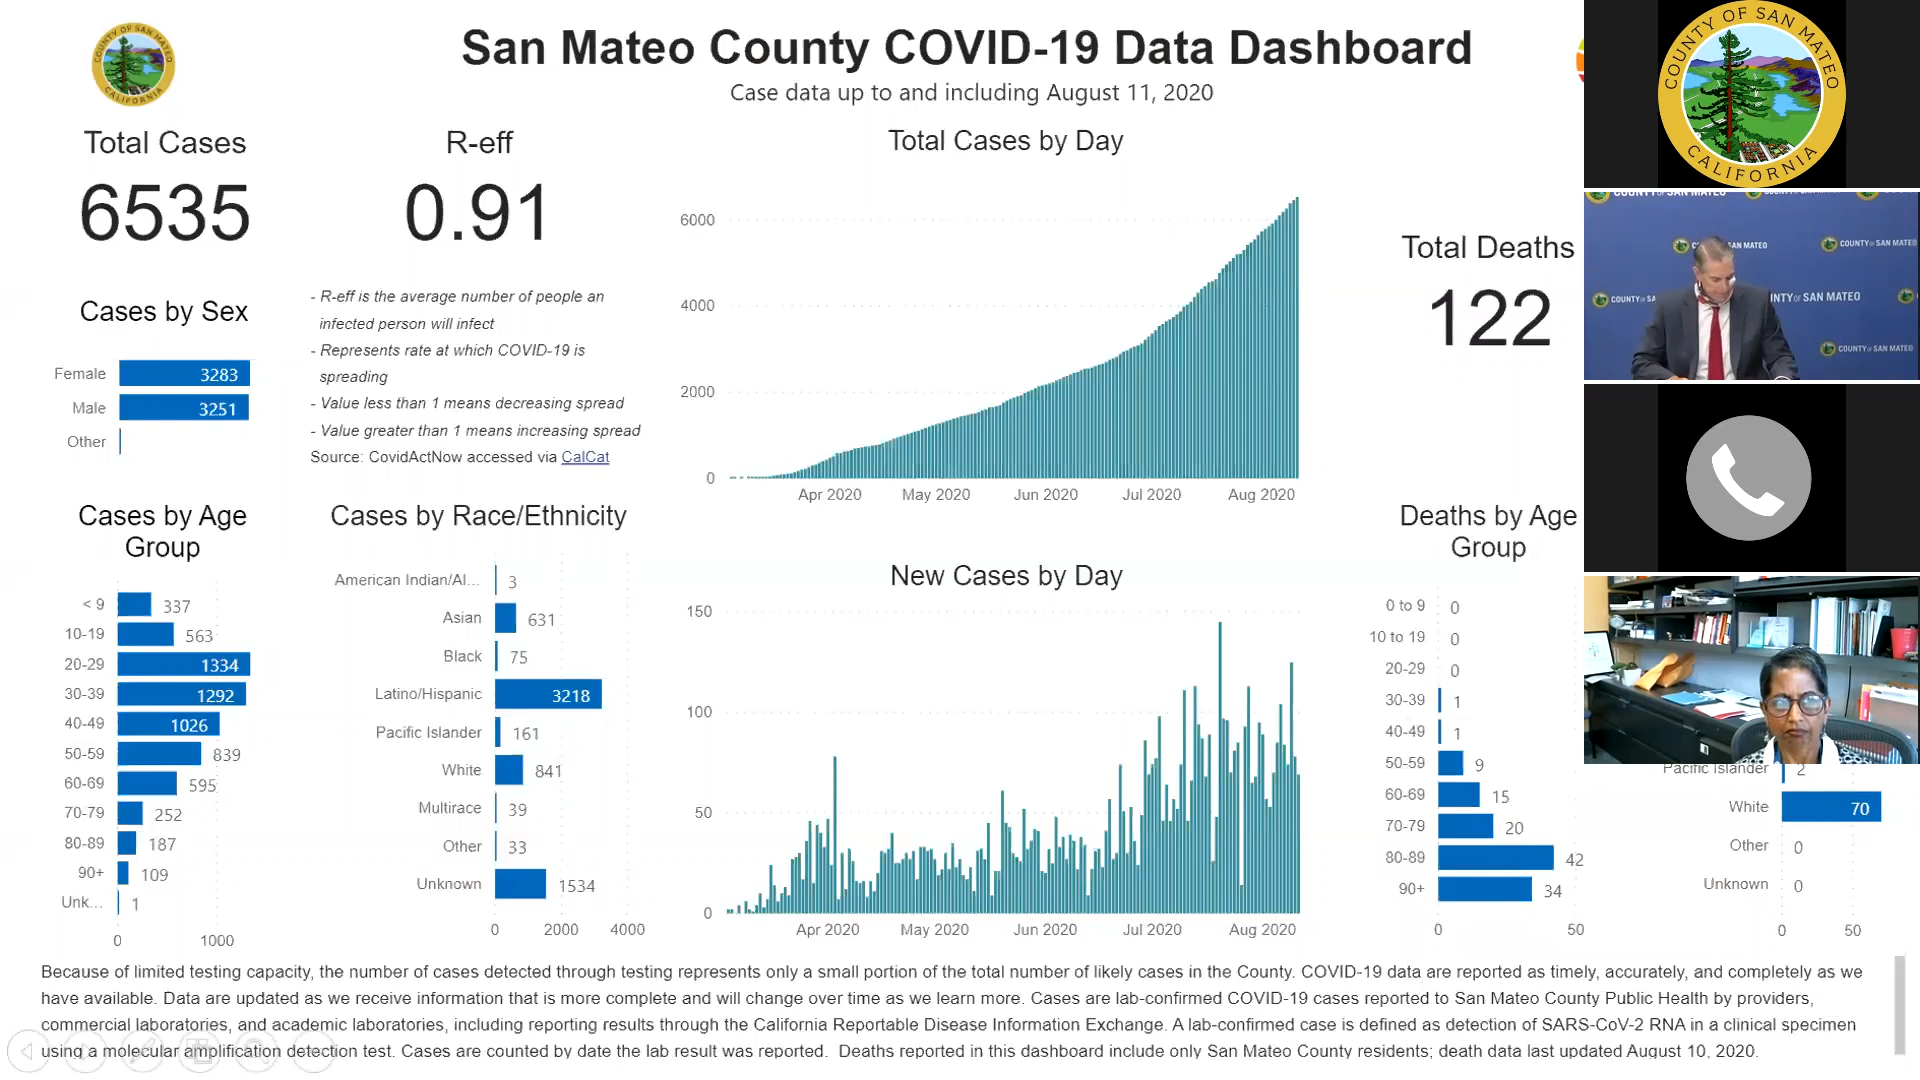 San Mateo County COVID-19 Data Dashboard
Case data up to and including August 11, 2020
COUNTY OF SAN MATEO
CALIFORNIA
Total Cases
6535
R-eff
0.91
- R-eff is the average number of people an
infected person will infect
- Represents rate at which COVID-19 is
spreading
- Value less than 1 means decreasing spread
- Value greater than 1 means increasing spread
Source: CovidActNow accessed via CalCat
Cases by Sex
Female 3283
Male 3251
Other
Total Cases by Day
6000
4000
2000
0
Apr 2020 May 2020 Jun 2020 Jul 2020 Aug 2020
Total Deaths
122
Cases by Age
Group
< 9 337
10-19 563
20-29 1334
30-39 1292
40-49 1026
50-59 839
60-69 595
70-79 252
80-89 187
90+ 109
Unk... 1
0 1000
Cases by Race/Ethnicity
American Indian/Al... 3
Asian 631
Black 75
Latino/Hispanic 3218
Pacific Islander 161
White 841
Multirace 39
Other 33
Unknown 1534
0 2000 4000
New Cases by Day
150
100
50
0
Apr 2020 May 2020 Jun 2020 Jul 2020 Aug 2020
Deaths by Age
Group
0 to 9 0
10 to 19 0
20-29 0
30-39 1
40-49 1
50-59 9
60-69 15
70-79 20
80-89 42
90+ 34
0 50
Pacific Islander 2
White 70
Other 0
Unknown 0
0 50
COUNTY OF SAN MATEO
CALIFORNIA
COUNTY OF SAN MATEO
COUNTY OF SAN MATEO
COUNTY OF SAN MATEO
Because of limited testing capacity, the number of cases detected through testing represents only a small portion of the total number of likely cases in the County. COVID-19 data are reported as timely, accurately, and completely as we
have available. Data are updated as we receive information that is more complete and will change over time as we learn more. Cases are lab-confirmed COVID-19 cases reported to San Mateo County Public Health by providers,
commercial laboratories, and academic laboratories, including reporting results through the California Reportable Disease Information Exchange. A lab-confirmed case is defined as detection of SARS-CoV-2 RNA in a clinical specimen
using a molecular amplification detection test. Cases are counted by date the lab result was reported. Deaths reported in this dashboard include only San Mateo County residents; death data last updated August 10, 2020.